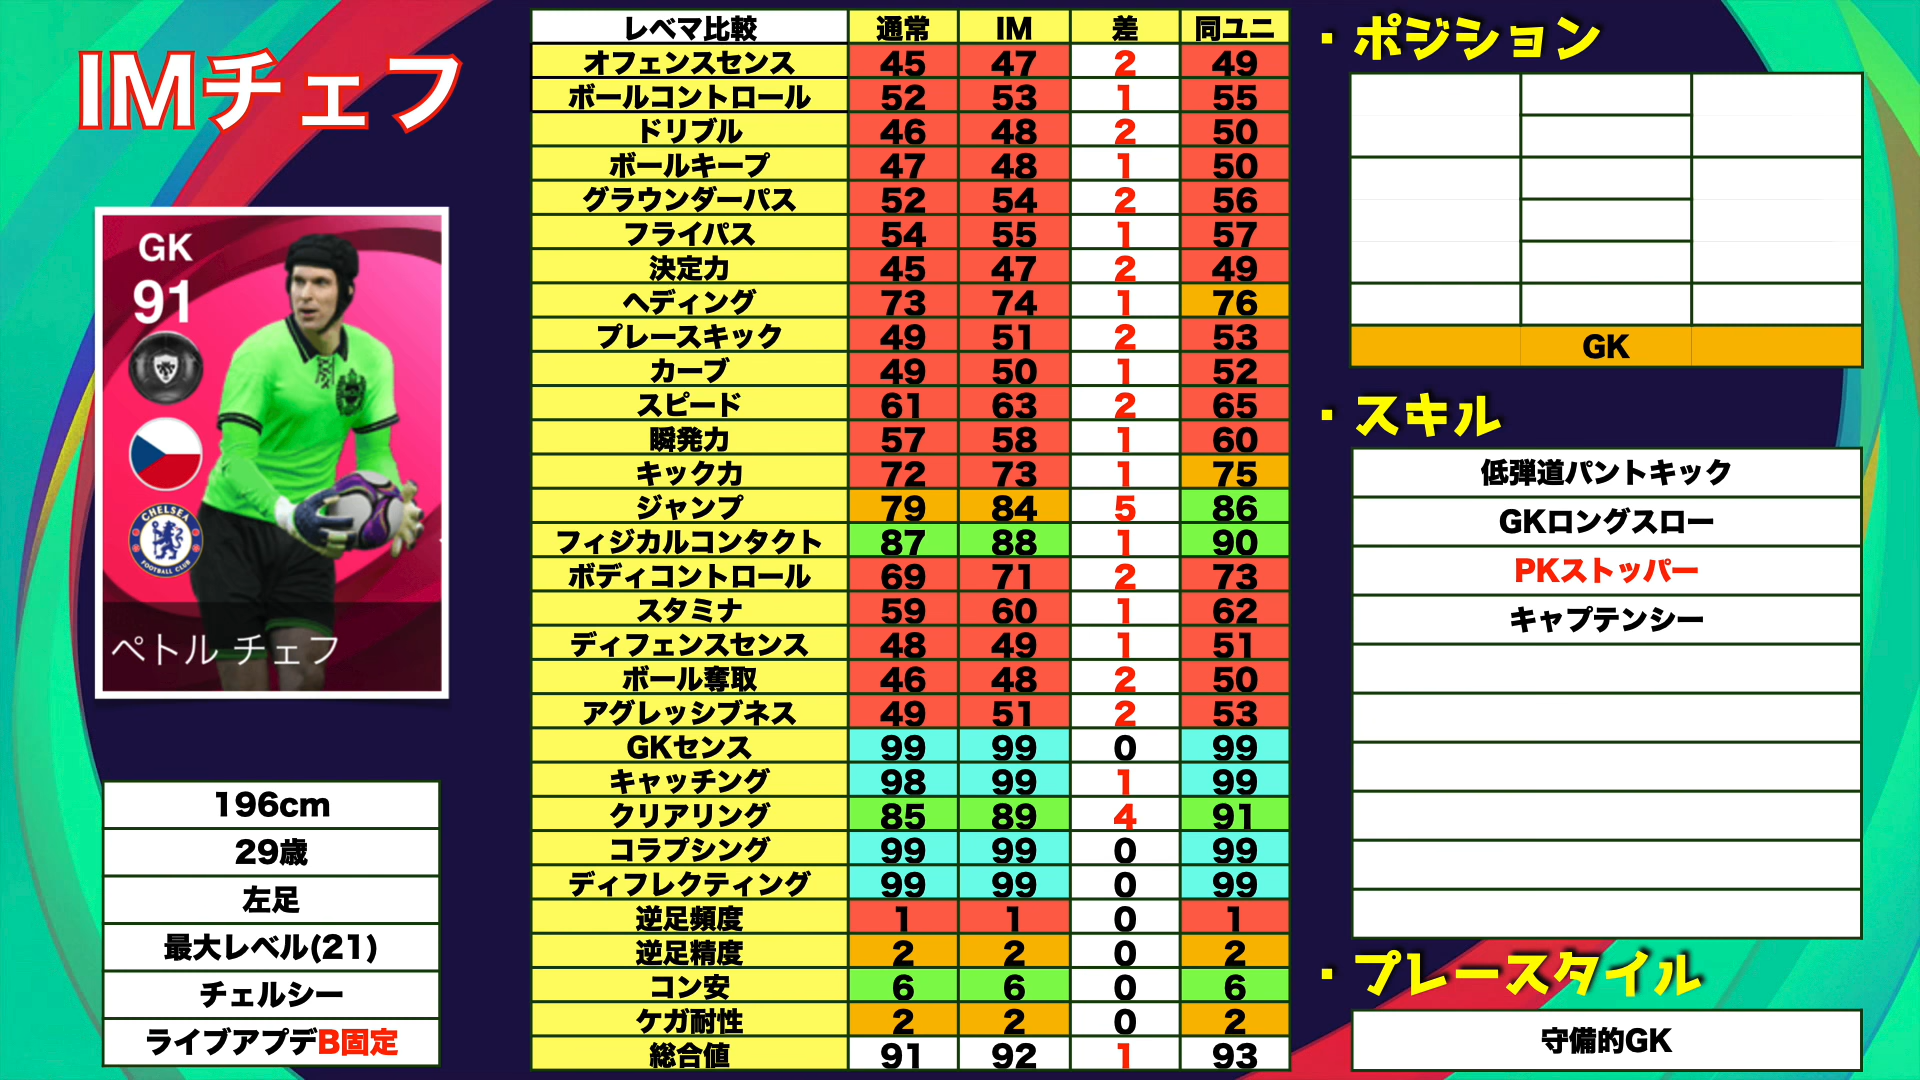 IMチェフ
GK
91
CHELSEA
FOOTBALL CLUB
ペトル チェフ
196cm
29歳
左足
最大レベル(21)
チェルシー
ライブアプデB固定
レベマ比較 通常 IM 差 同ユニ
オフェンスセンス 45 47 2 49
ボールコントロール 52 53 1 55
ドリブル 46 48 2 50
ボールキープ 47 48 1 50
グラウンダーパス 52 54 2 56
フライパス 54 55 1 57
決定力 45 47 2 49
ヘディング 73 74 1 76
プレースキック 49 51 2 53
カーブ 49 50 1 52
スピード 61 63 2 65
瞬発力 57 58 1 60
キック力 72 73 1 75
ジャンプ 79 84 5 86
フィジカルコンタクト 87 88 1 90
ボディコントロール 69 71 2 73
スタミナ 59 60 1 62
ディフェンスセンス 48 49 1 51
ボール奪取 46 48 2 50
アグレッシブネス 49 51 2 53
GKセンス 99 99 0 99
キャッチング 98 99 1 99
クリアリング 85 89 4 91
コラプシング 99 99 0 99
ディフレクティング 99 99 0 99
逆足頻度 1 1 0 1
逆足精度 2 2 0 2
コン安 6 6 0 6
ケガ耐性 2 2 0 2
総合値 91 92 1 93
・ポジション
GK
・スキル
低弾道パントキック
GKロングスロー
PKストッパー
キャプテンシー
・プレースタイル
守備的GK